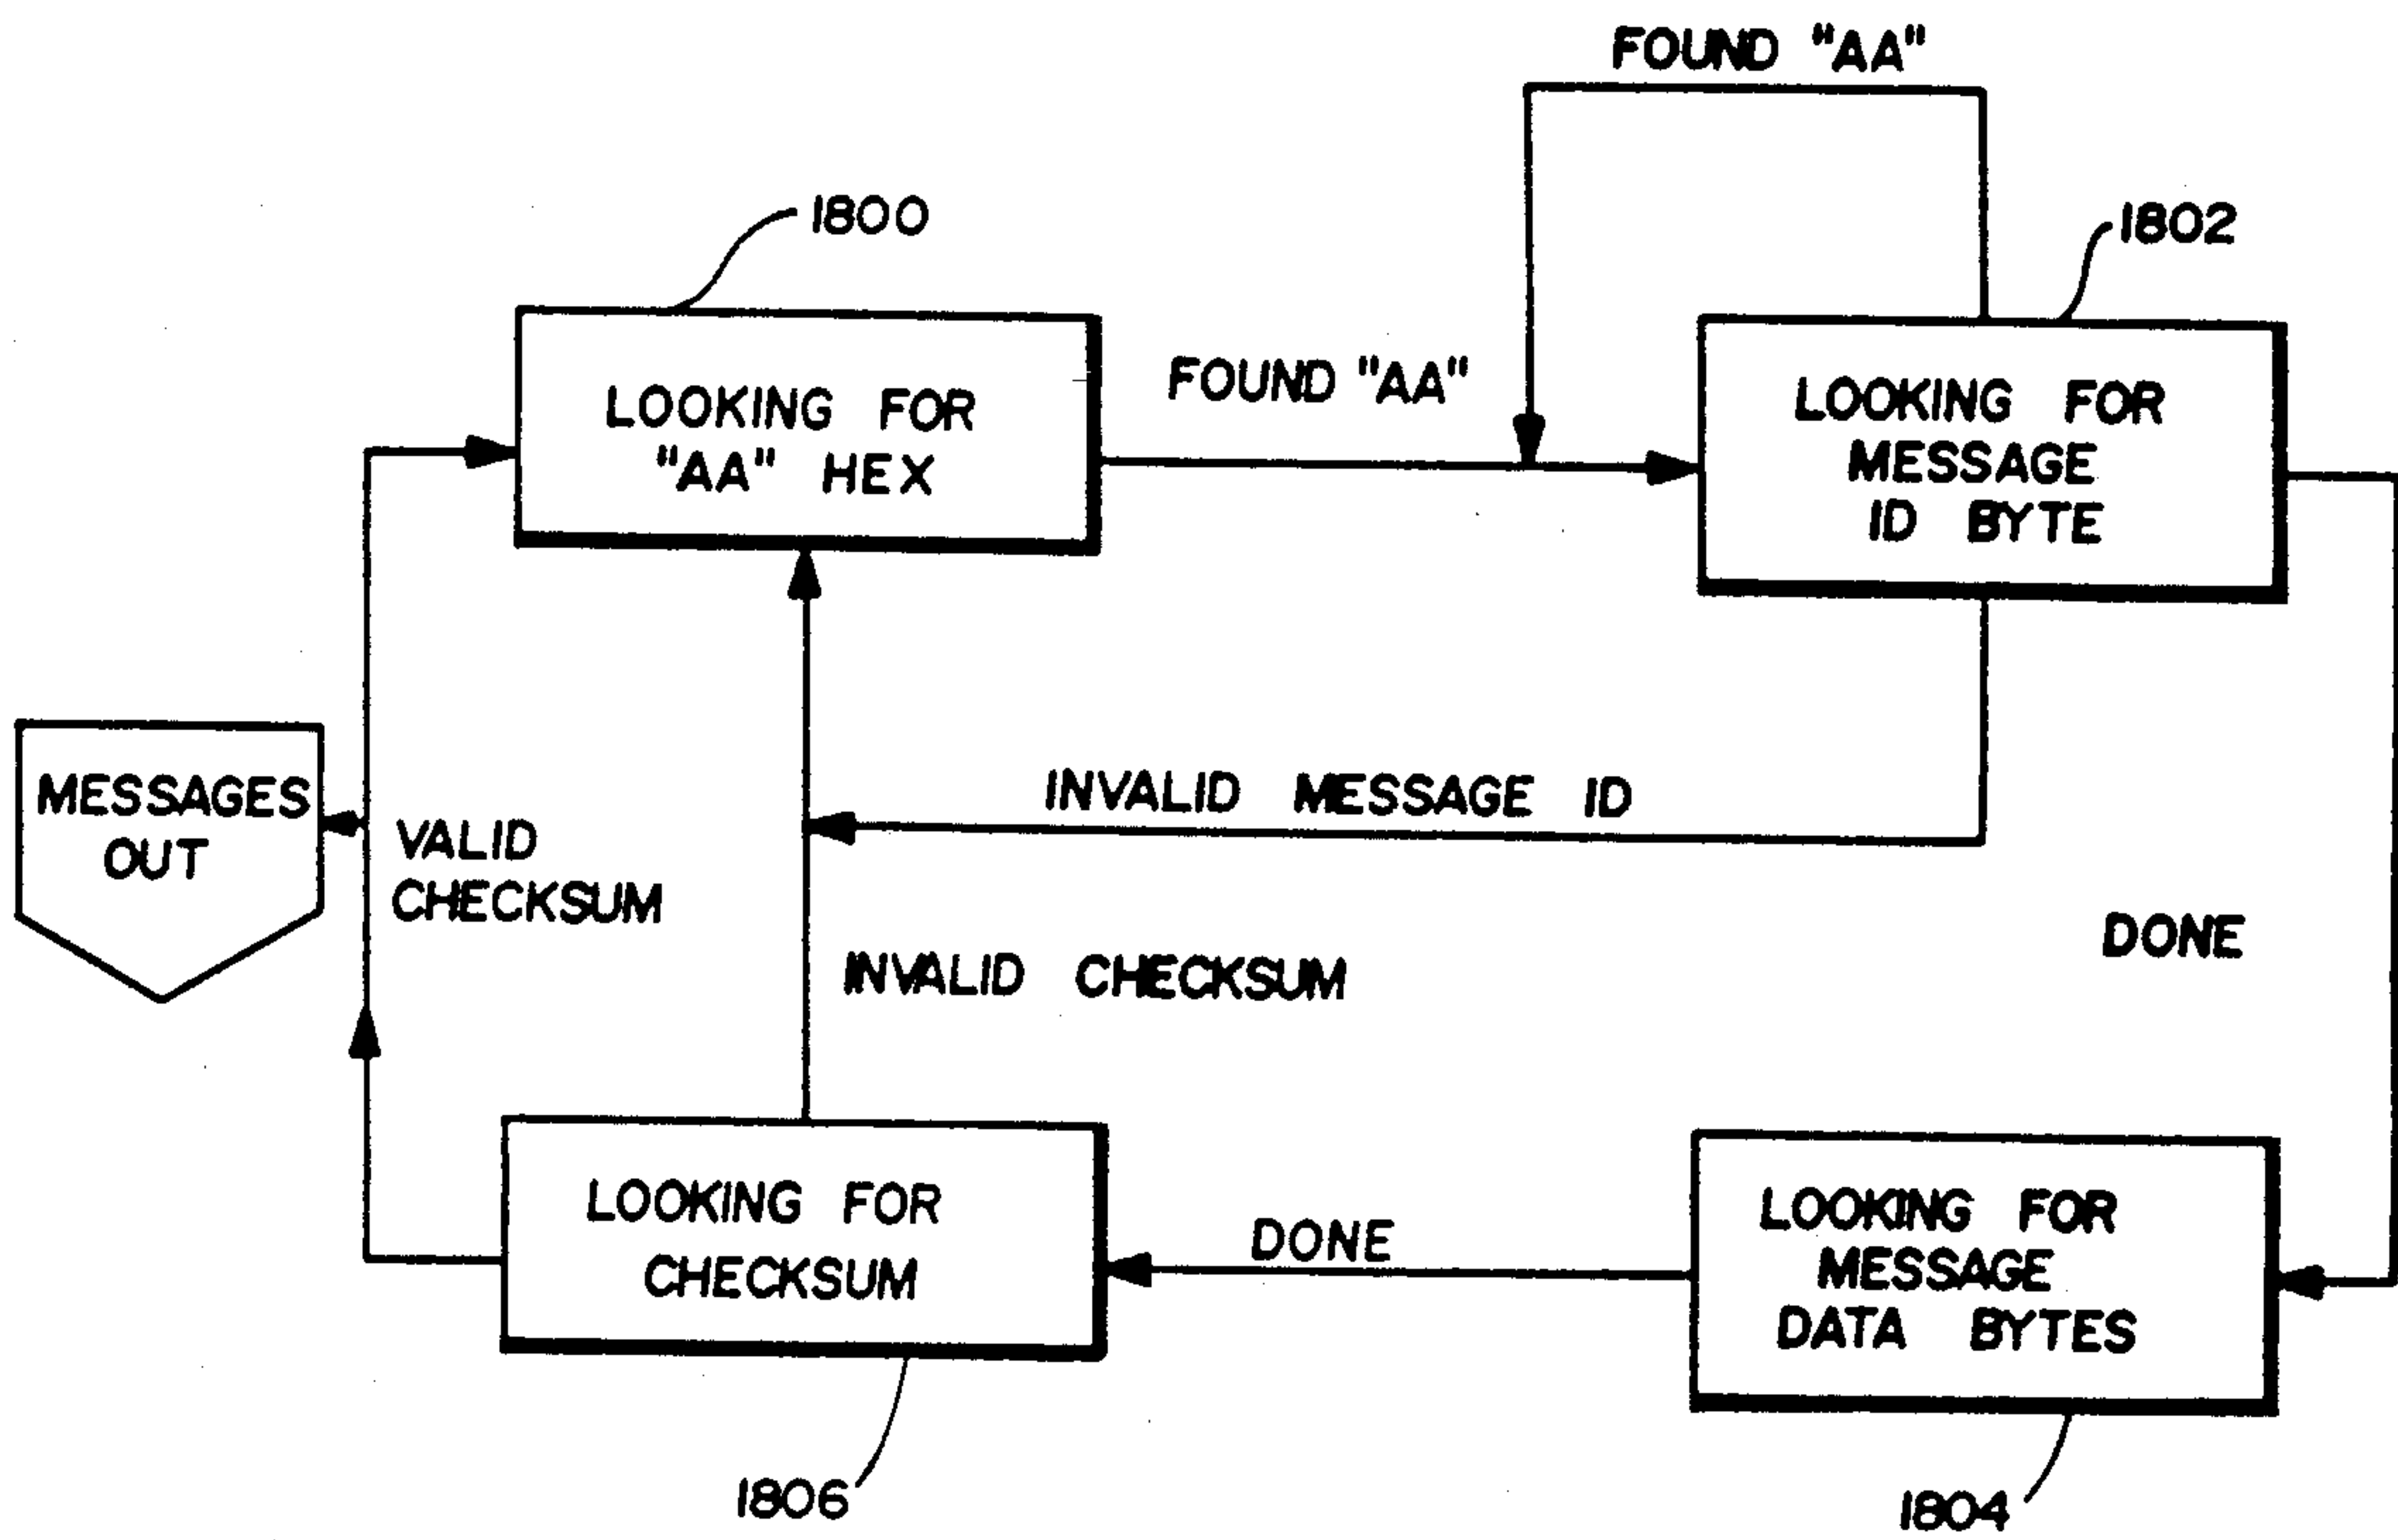 FOUND "AA"
1800
1802
LOOKING FOR
"AA" HEX
FOUND "AA"
LOOKING FOR
MESSAGE
ID BYTE
MESSAGES
OUT
VALID
CHECKSUM
INVALID MESSAGE ID
INVALID CHECKSUM
DONE
LOOKING FOR
CHECKSUM
DONE
LOOKING FOR
MESSAGE
DATA BYTES
1806
1804